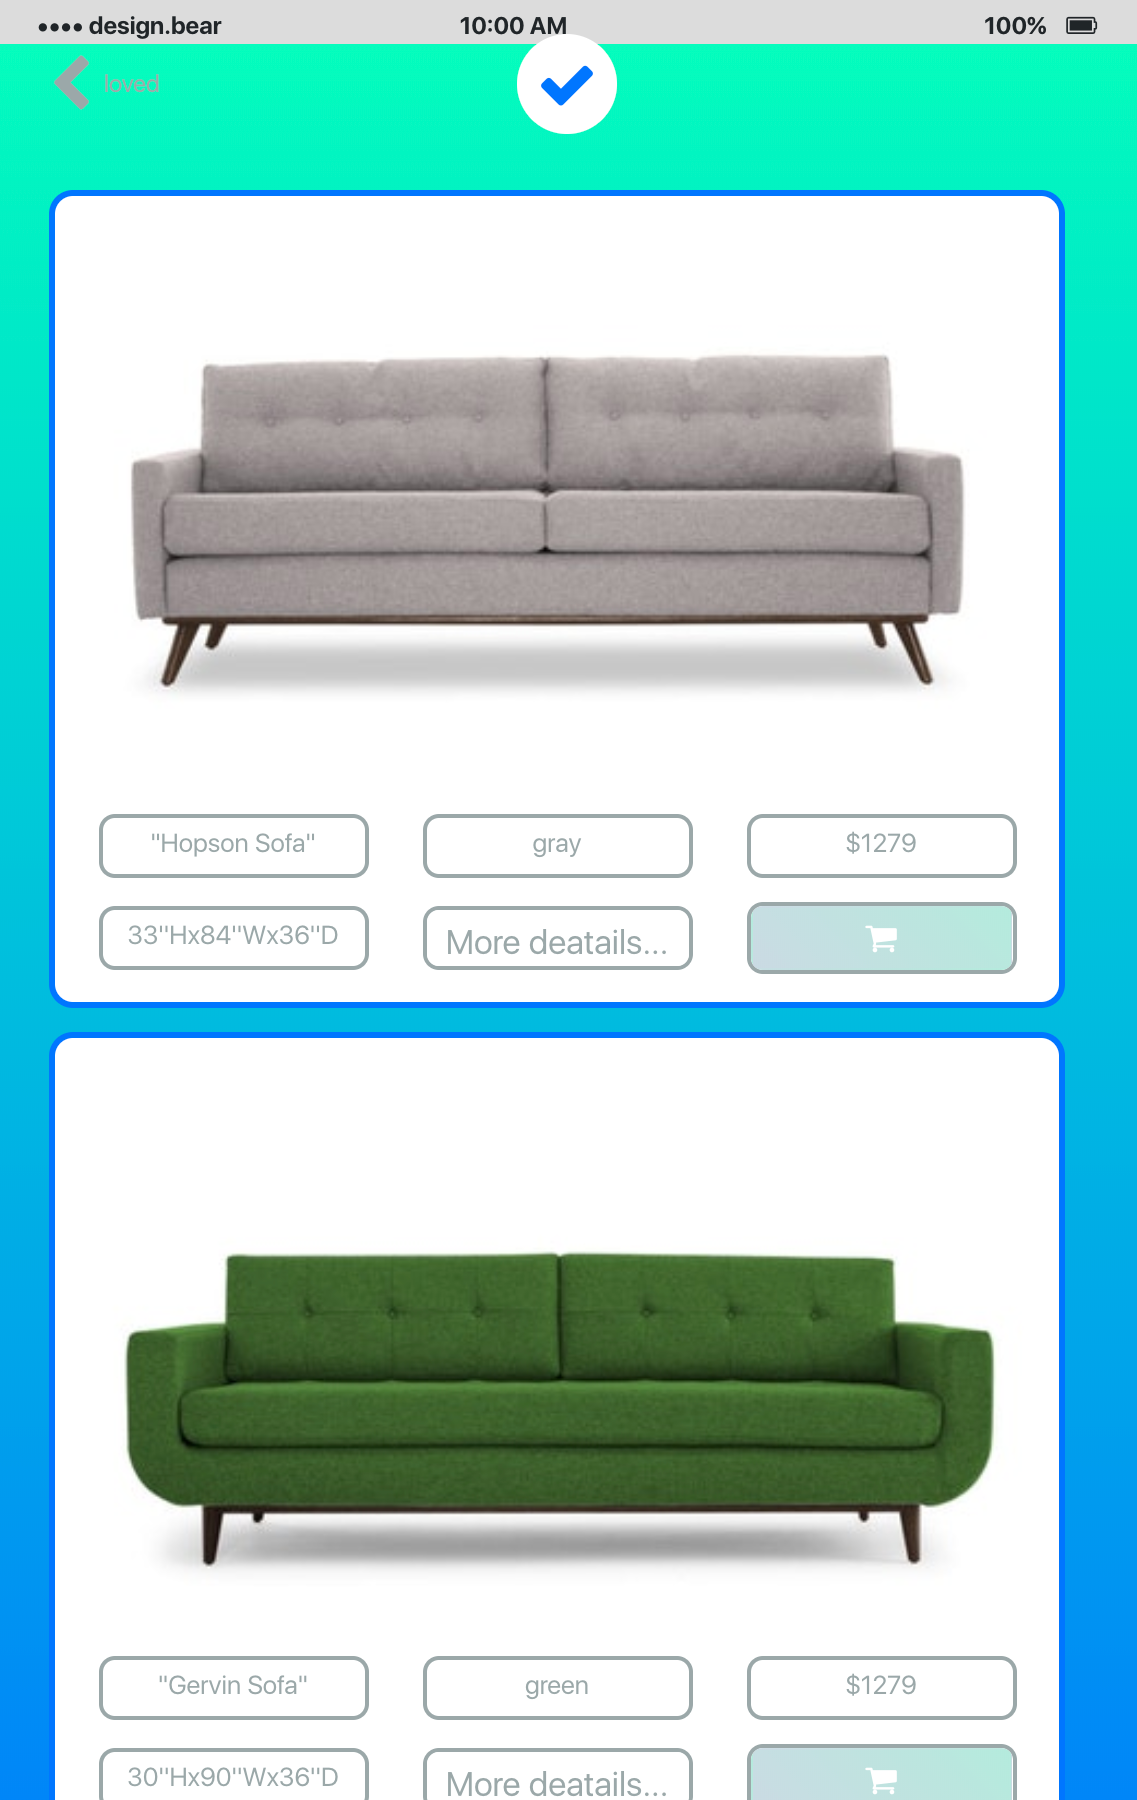 design.bear 10:00 AM 100%
loved
"Hopson Sofa" gray $1279
33"Hx84"Wx36"D More deatails... 
"Gervin Sofa" green $1279
30"Hx90"Wx36"D More deatails...